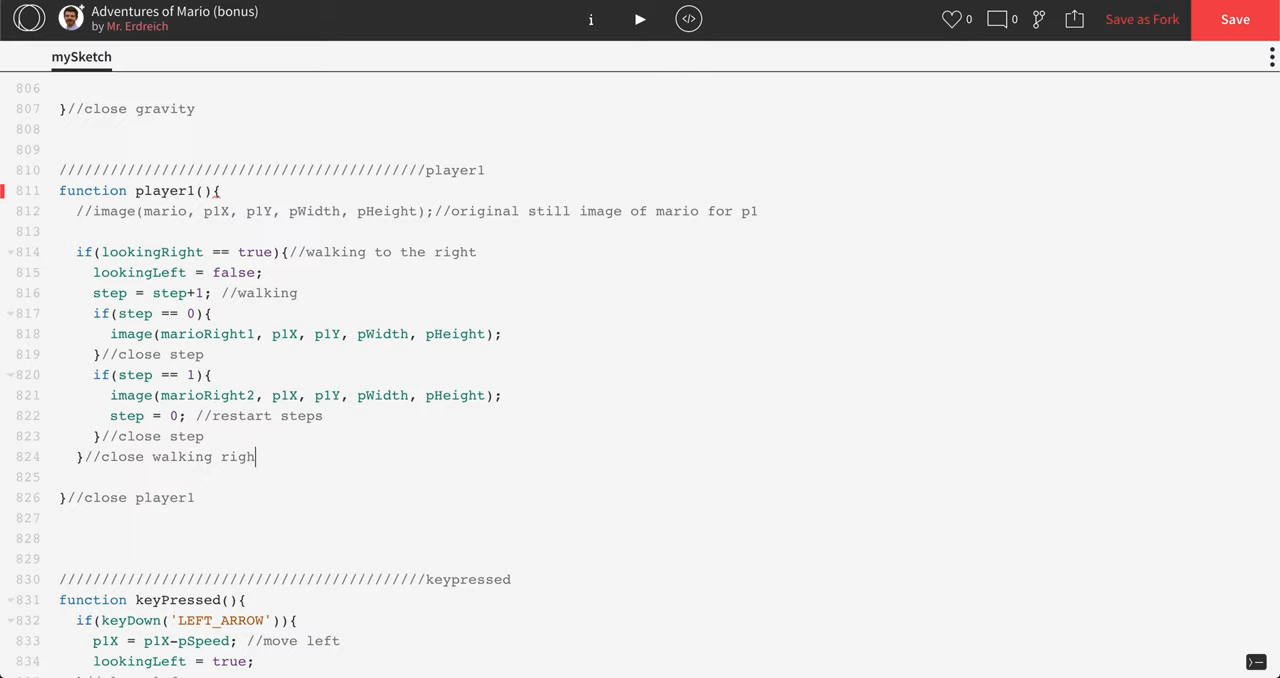 Adventures of Mario (bonus)
by Mr. Erdreich
i
</>
0
0
Save as Fork
Save
mySketch
806
807 }//close gravity
808
809
810 ///////////////////////////////////////////player1
811 function player1(){
812 //image(mario, p1X, p1Y, pWidth, pHeight);//original still image of mario for p1
813
814 if(lookingRight == true){//walking to the right
815 lookingLeft = false;
816 step = step+1; //walking
817 if(step == 0){
818 image(marioRight1, p1X, p1Y, pWidth, pHeight);
819 }//close step
820 if(step == 1){
821 image(marioRight2, p1X, p1Y, pWidth, pHeight);
822 step = 0; //restart steps
823 }//close step
824 }//close walking righ
825
826 }//close player1
827
828
829
830 ///////////////////////////////////////////keypressed
831 function keyPressed(){
832 if(keyDown('LEFT_ARROW')){
833 p1X = p1X-pSpeed; //move left
834 lookingLeft = true;